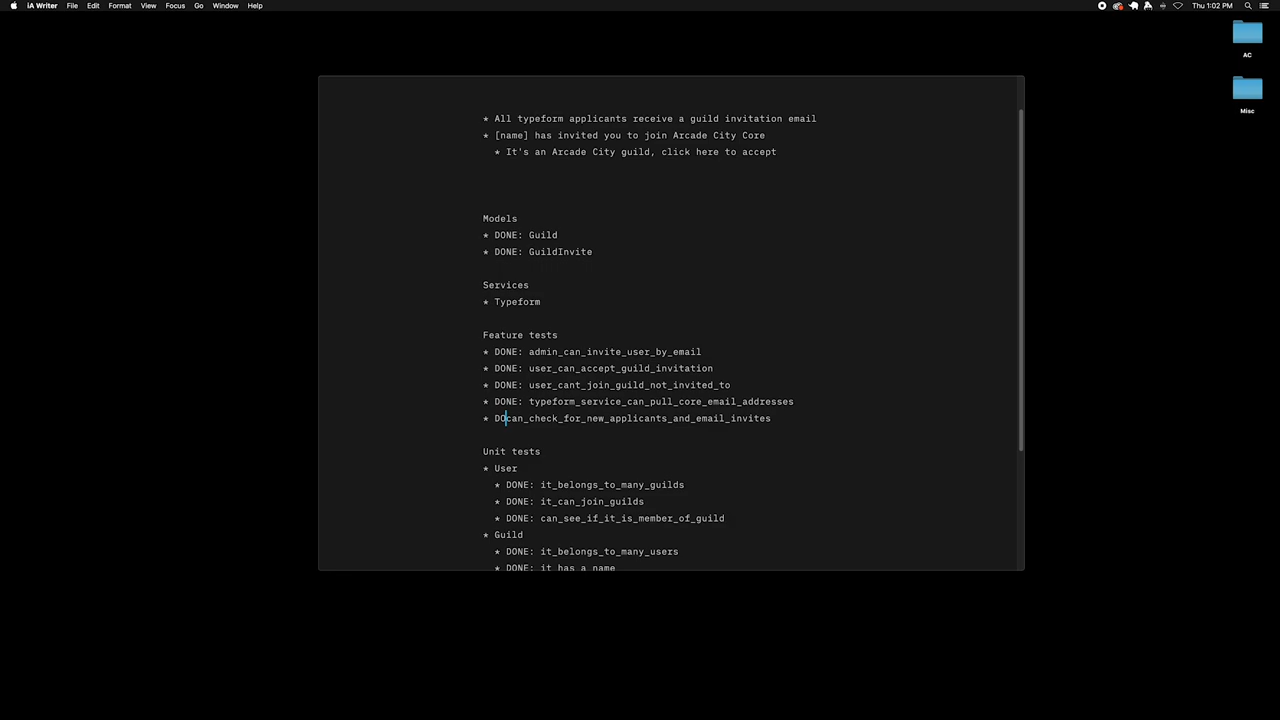 iA Writer File Edit Format View Focus Go Window Help Thu 1:02 PM
AC
Misc
* All typeform applicants receive a guild invitation email
* [name] has invited you to join Arcade City Core
* It's an Arcade City guild, click here to accept
Models
* DONE: Guild
* DONE: GuildInvite
Services
* Typeform
Feature tests
* DONE: admin_can_invite_user_by_email
* DONE: user_can_accept_guild_invitation
* DONE: user_cant_join_guild_not_invited_to
* DONE: typeform_service_can_pull_core_email_addresses
* DOcan_check_for_new_applicants_and_email_invites
Unit tests
* User
* DONE: it_belongs_to_many_guilds
* DONE: it_can_join_guilds
* DONE: can_see_if_it_is_member_of_guild
* Guild
* DONE: it_belongs_to_many_users
* DONE: it_has_a_name